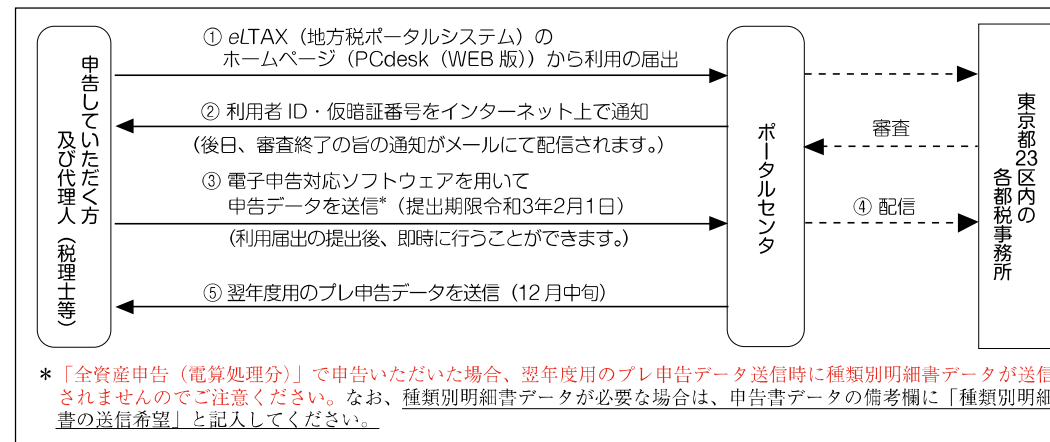 申告していただく方
及び代理人（税理士等）
① eLTAX（地方税ポータルシステム）の
ホームページ（PCdesk（WEB 版））から利用の届出
② 利用者 ID・仮暗証番号をインターネット上で通知
（後日、審査終了の旨の通知がメールにて配信されます。）
③ 電子申告対応ソフトウェアを用いて
申告データを送信*（提出期限令和3年2月1日）
（利用届出の提出後、即時に行うことができます。）
⑤ 翌年度用のプレ申告データを送信（12 月中旬）
ポータルセンタ
審査
④ 配信
東京都23区内の
各都税事務所
*「全資産申告（電算処理分）」で申告いただいた場合、翌年度用のプレ申告データ送信時に種類別明細書データが送信
されませんのでご注意ください。なお、種類別明細書データが必要な場合は、申告書データの備考欄に「種類別明細
書の送信希望」と記入してください。